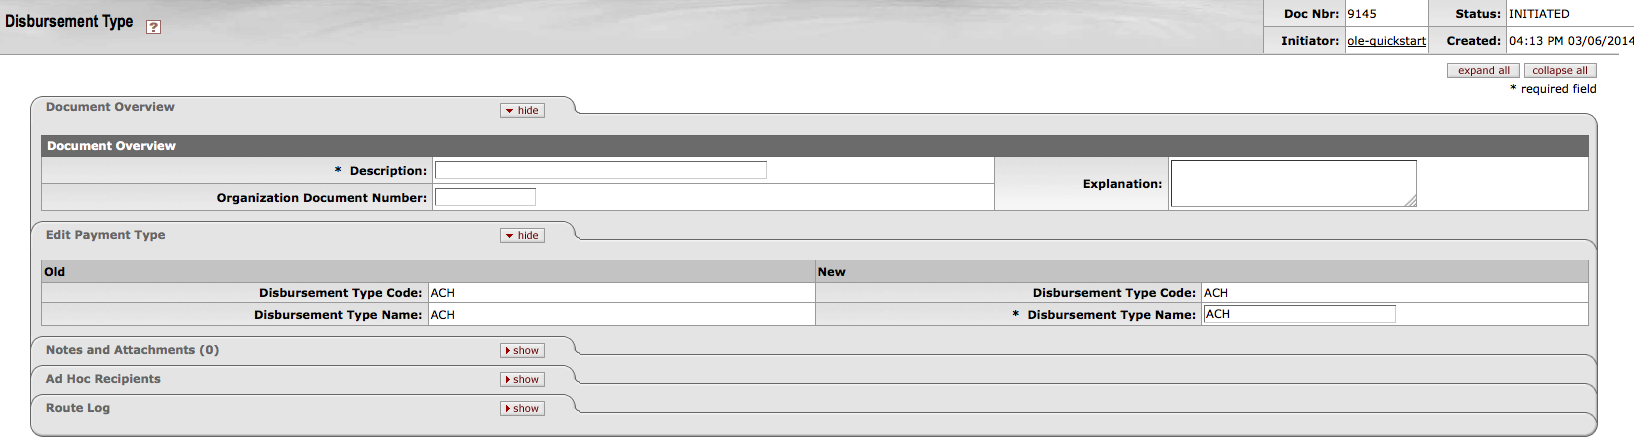 Disbursement Type ?
Doc Nbr: 9145 Status: INITIATED
Initiator: ole-quickstart Created: 04:13 PM 03/06/2014
expand all collapse all
* required field
Document Overview hide
Document Overview
* Description:
Explanation:
Organization Document Number:
Edit Payment Type hide
Old New
Disbursement Type Code: ACH Disbursement Type Code: ACH
Disbursement Type Name: ACH * Disbursement Type Name: ACH
Notes and Attachments (0) show
Ad Hoc Recipients show
Route Log show